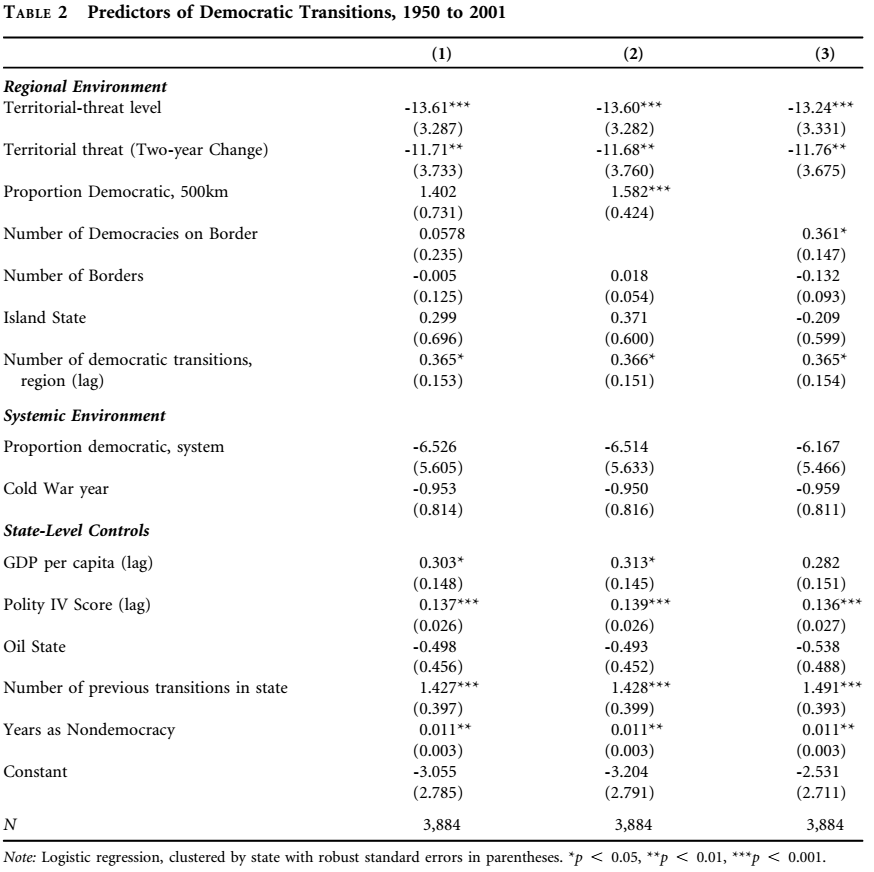 TABLE 2 Predictors of Democratic Transitions, 1950 to 2001
(1) (2) (3)
Regional Environment
Territorial-threat level -13.61*** -13.60*** -13.24***
(3.287) (3.282) (3.331)
Territorial threat (Two-year Change) -11.71** -11.68** -11.76**
(3.733) (3.760) (3.675)
Proportion Democratic, 500km 1.402 1.582***
(0.731) (0.424)
Number of Democracies on Border 0.0578 0.361*
(0.235) (0.147)
Number of Borders -0.005 0.018 -0.132
(0.125) (0.054) (0.093)
Island State 0.299 0.371 -0.209
(0.696) (0.600) (0.599)
Number of democratic transitions, 0.365* 0.366* 0.365*
region (lag) (0.153) (0.151) (0.154)
Systemic Environment
Proportion democratic, system -6.526 -6.514 -6.167
(5.605) (5.633) (5.466)
Cold War year -0.953 -0.950 -0.959
(0.814) (0.816) (0.811)
State-Level Controls
GDP per capita (lag) 0.303* 0.313* 0.282
(0.148) (0.145) (0.151)
Polity IV Score (lag) 0.137*** 0.139*** 0.136***
(0.026) (0.026) (0.027)
Oil State -0.498 -0.493 -0.538
(0.456) (0.452) (0.488)
Number of previous transitions in state 1.427*** 1.428*** 1.491***
(0.397) (0.399) (0.393)
Years as Nondemocracy 0.011** 0.011** 0.011**
(0.003) (0.003) (0.003)
Constant -3.055 -3.204 -2.531
(2.785) (2.791) (2.711)
N 3,884 3,884 3,884
Note: Logistic regression, clustered by state with robust standard errors in parentheses. *p < 0.05, **p < 0.01, ***p < 0.001.